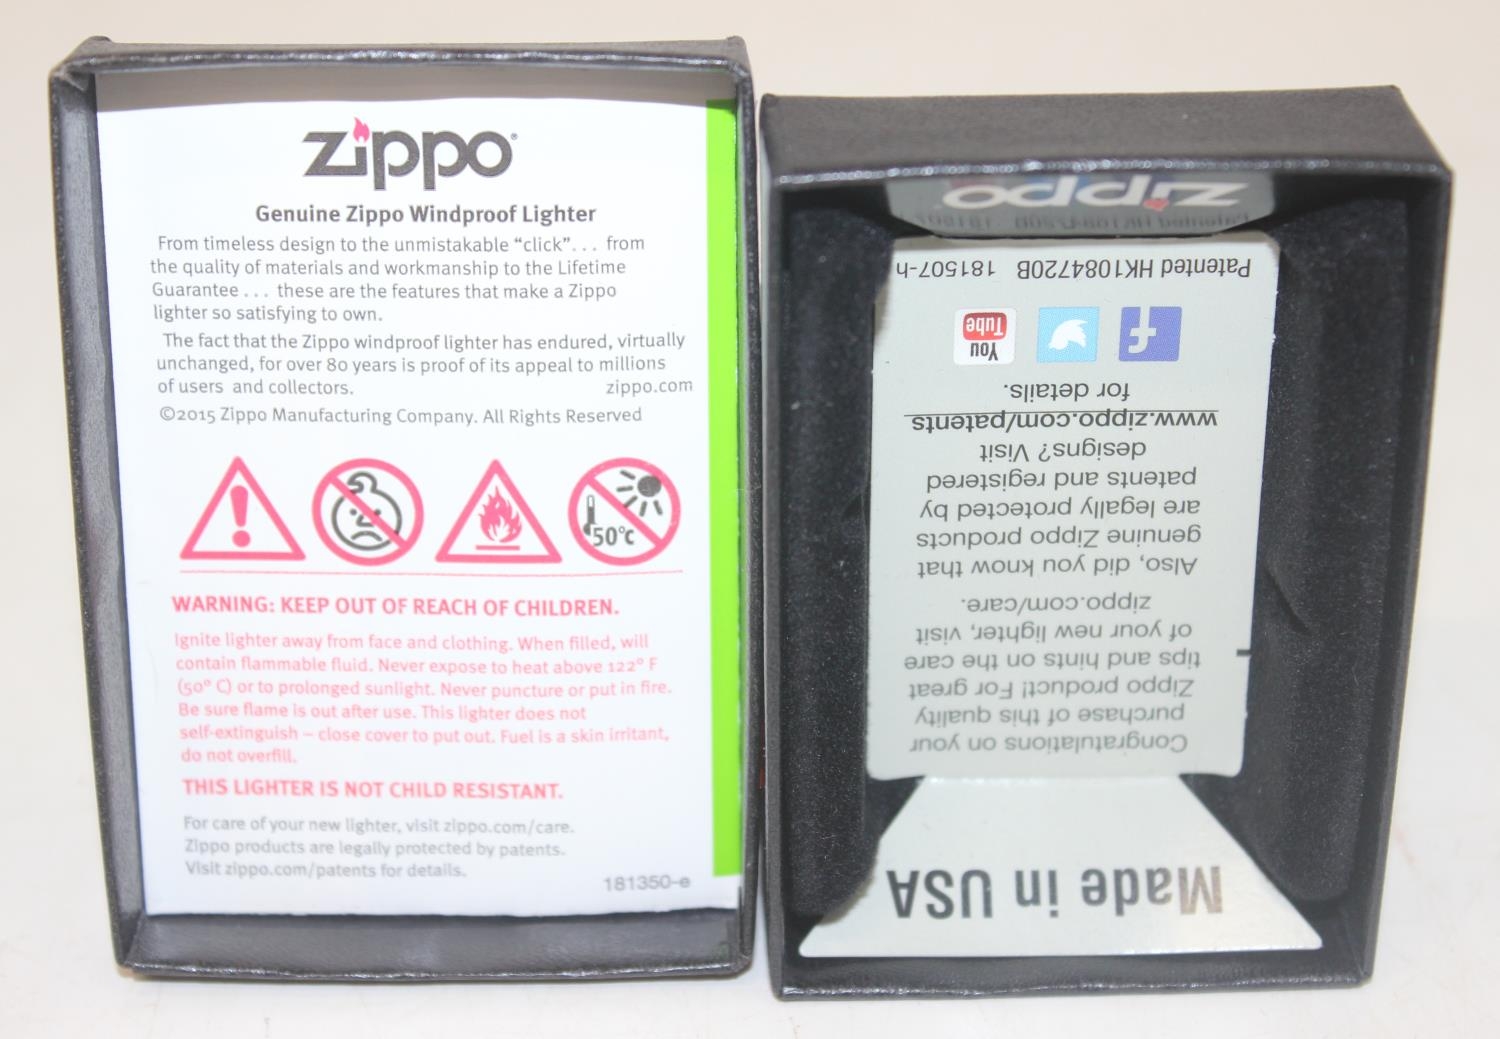 zippo®
Genuine Zippo Windproof Lighter
From timeless design to the unmistakable “click”. . . from
the quality of materials and workmanship to the Lifetime
Guarantee . . . these are the features that make a Zippo
lighter so satisfying to own.
The fact that the Zippo windproof lighter has endured, virtually
unchanged, for over 80 years is proof of its appeal to millions
of users and collectors. zippo.com
©2015 Zippo Manufacturing Company. All Rights Reserved
50°C
WARNING: KEEP OUT OF REACH OF CHILDREN.
Ignite lighter away from face and clothing. When filled, will
contain flammable fluid. Never expose to heat above 122° F
(50° C) or to prolonged sunlight. Never puncture or put in fire.
Be sure flame is out after use. This lighter does not
self-extinguish – close cover to put out. Fuel is a skin irritant,
do not overfill.
THIS LIGHTER IS NOT CHILD RESISTANT.
For care of your new lighter, visit zippo.com/care.
Zippo products are legally protected by patents.
Visit zippo.com/patents for details.
181350-e
Made in USA
Congratulations on your
purchase of this quality
Zippo product! For great
tips and hints on the care
of your new lighter, visit
zippo.com/care.
Also, did you know that
genuine Zippo products
are legally protected by
patents and registered
designs? Visit
www.zippo.com/patents
for details.
f You Tube
Patented HK1084720B 181507-h
Patented HK1084720B 181507-
zippo